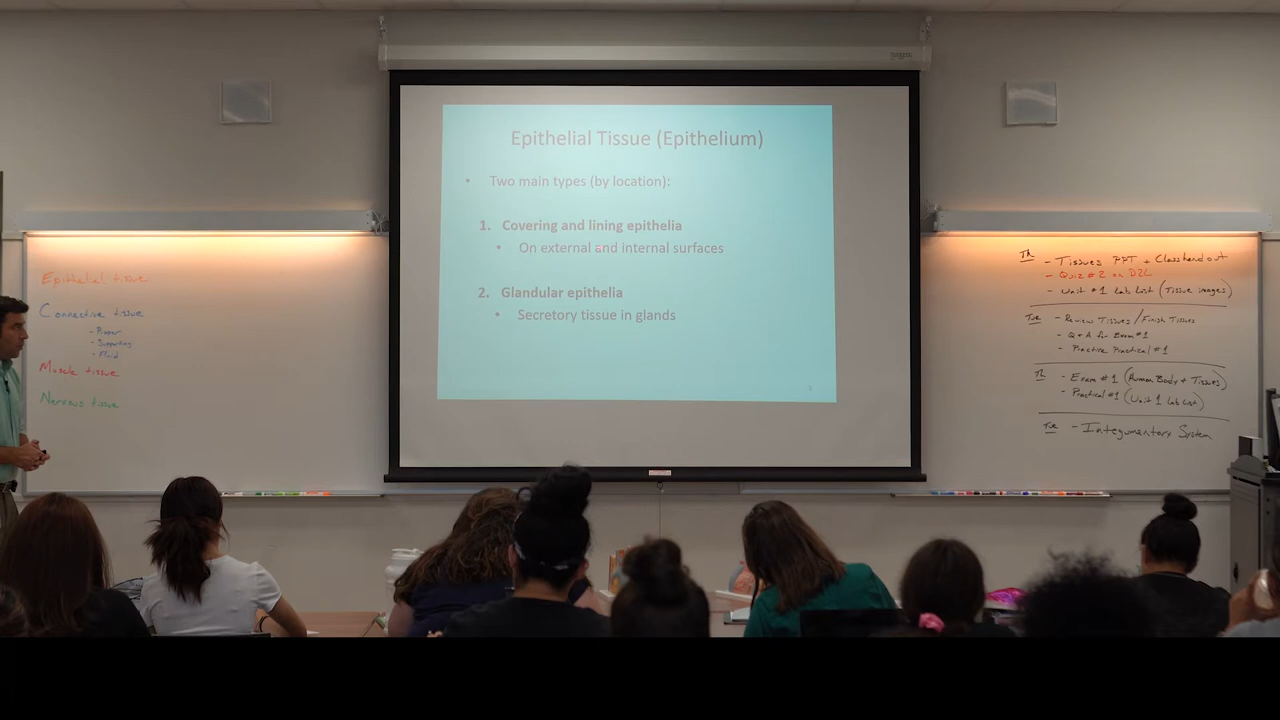 Epithelial tissue
Connective tissue
- Proper
- Supporting
- Fluid
Muscle tissue
Nervous tissue
Epithelial Tissue (Epithelium)
• Two main types (by location):
1. Covering and lining epithelia
• On external and internal surfaces
2. Glandular epithelia
• Secretory tissue in glands
Th - Tissues PPT + Class handout
- Quiz #2 on D2L
- Unit #1 Lab List (Tissue images)
Tue - Review Tissues/Finish Tissues
- Q + A for Exam #1
- Practice Practical #1
Th - Exam #1 (Human Body + Tissues)
- Practical #1 (Unit 1 Lab List)
Tue - Integumentary System